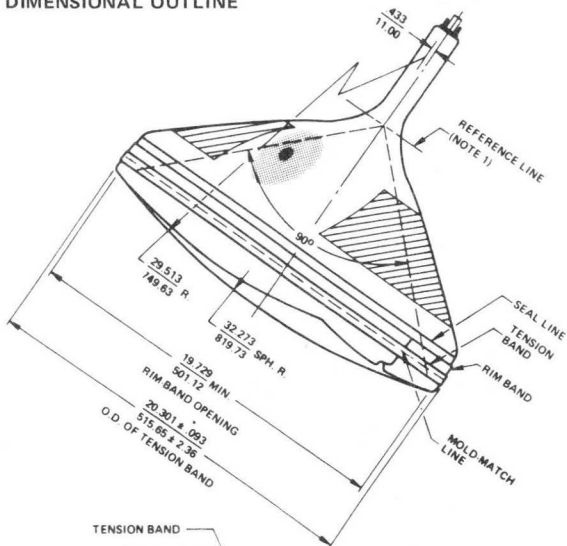 DIMENSIONAL OUTLINE
.433
11.00
REFERENCE LINE
(NOTE 1)
90°
29.513 R.
749.63
32.273 SPH. R.
819.73
SEAL LINE
TENSION
BAND
RIM BAND
19.729 MIN.
501.12
RIM BAND OPENING
20.301 ± .093
515.65 ± 2.36
O.D. OF TENSION BAND
MOLD-MATCH
LINE
TENSION BAND